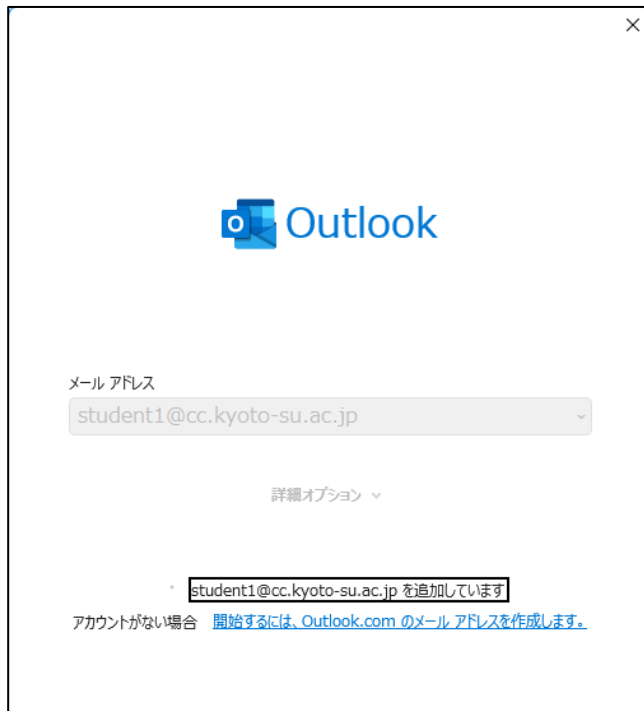 Outlook
メール アドレス
student1@cc.kyoto-su.ac.jp
詳細オプション
student1@cc.kyoto-su.ac.jp を追加しています
アカウントがない場合 開始するには、Outlook.com のメール アドレスを作成します。